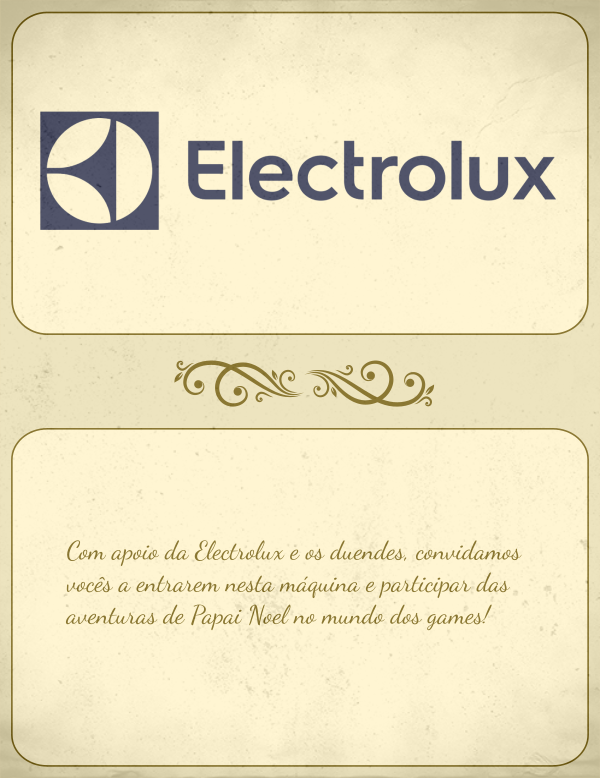 Electrolux
Com apoio da Electrolux e os duendes, convidamos
vocês a entrarem nesta máquina e participar das
aventuras de Papai Noel no mundo dos games!